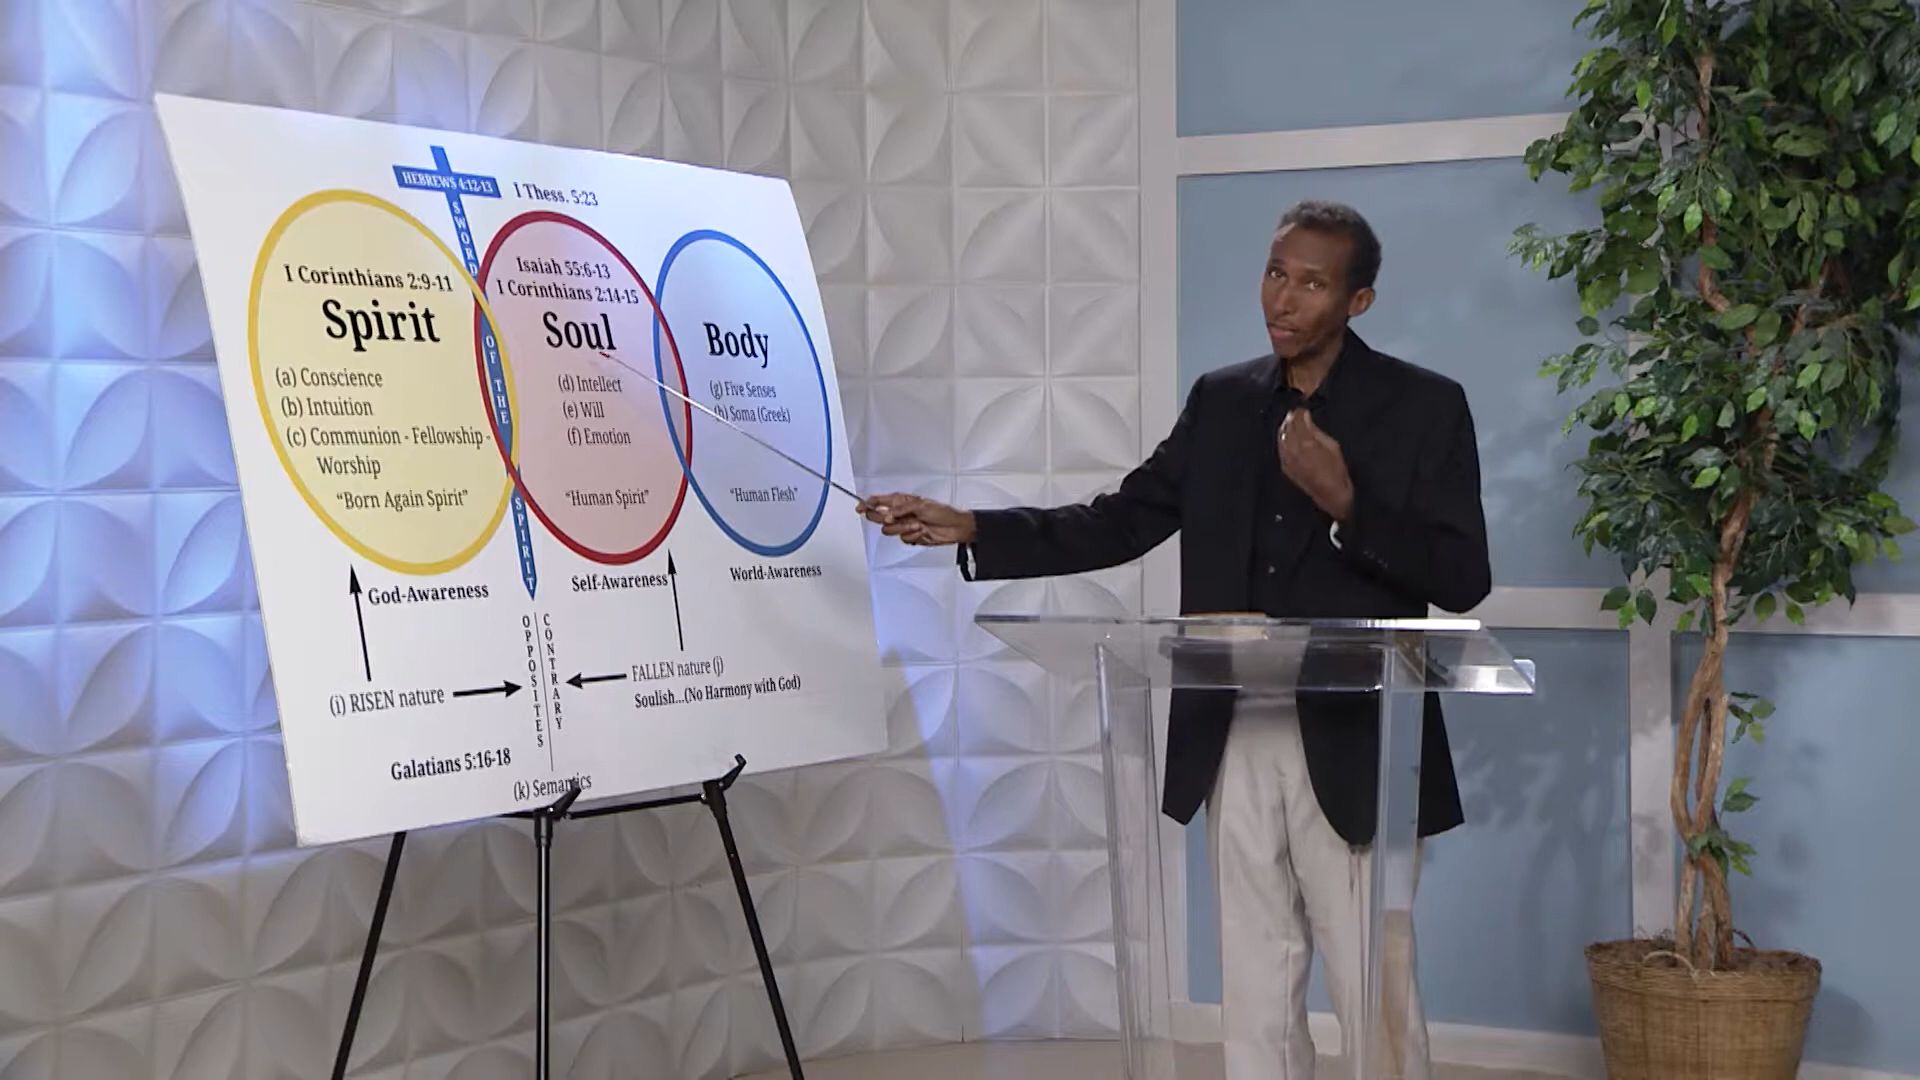 HEBREWS 4:12-13
I Thess. 5:23
SWORD OF THE SPIRIT
I Corinthians 2:9-11
Spirit
(a) Conscience
(b) Intuition
(c) Communion - Fellowship -
Worship
“Born Again Spirit”
God-Awareness
Isaiah 55:6-13
I Corinthians 2:14-15
Soul
(d) Intellect
(e) Will
(f) Emotion
“Human Spirit”
Self-Awareness
Body
(g) Five Senses
(h) Soma (Greek)
“Human Flesh”
World-Awareness
(i) RISEN nature
OPPOSITES
CONTRARY
FALLEN nature (j)
Soulish...(No Harmony with God)
Galatians 5:16-18
(k) Semantics